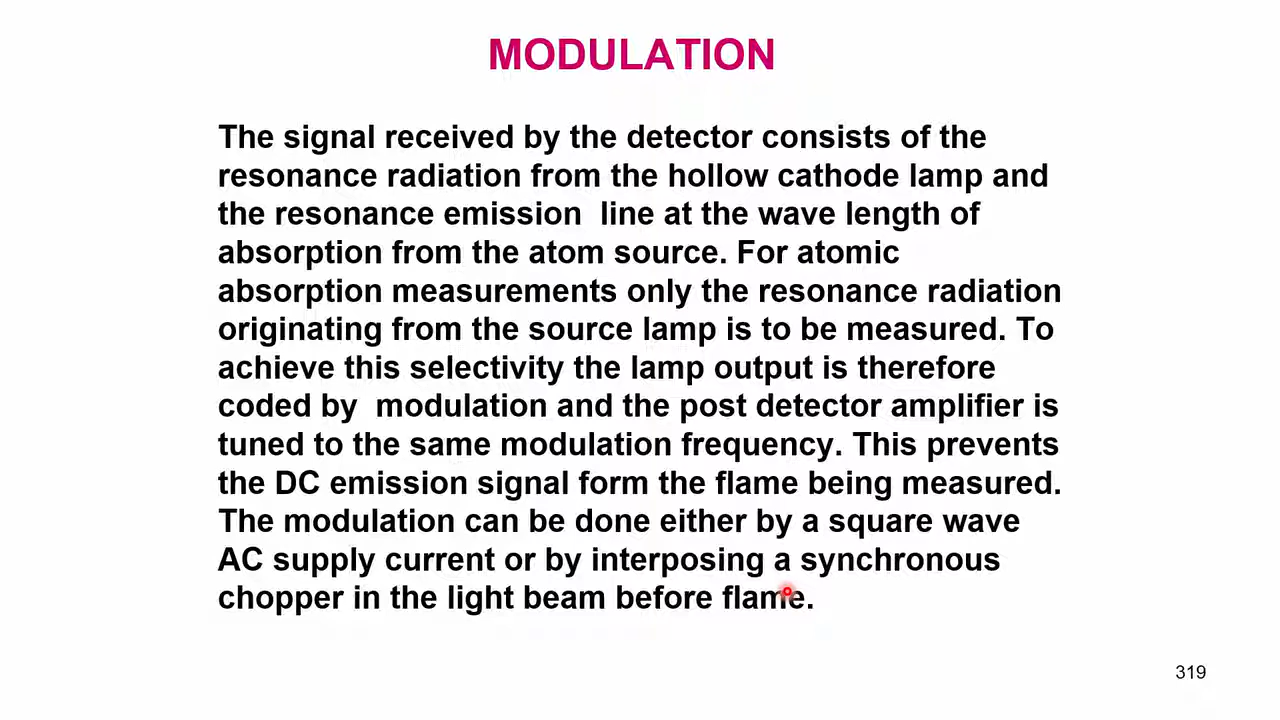 MODULATION
The signal received by the detector consists of the
resonance radiation from the hollow cathode lamp and
the resonance emission  line at the wave length of
absorption from the atom source. For atomic
absorption measurements only the resonance radiation
originating from the source lamp is to be measured. To
achieve this selectivity the lamp output is therefore
coded by  modulation and the post detector amplifier is
tuned to the same modulation frequency. This prevents
the DC emission signal form the flame being measured.
The modulation can be done either by a square wave
AC supply current or by interposing a synchronous
chopper in the light beam before flame.
319